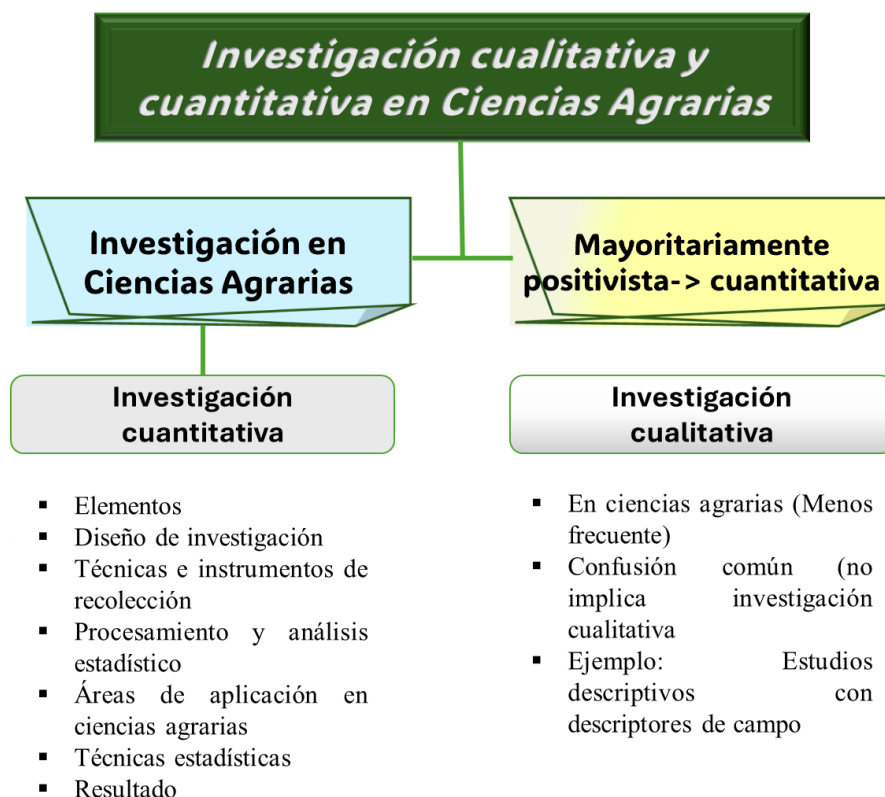 Investigación cualitativa y
cuantitativa en Ciencias Agrarias
Investigación en
Ciencias Agrarias
Mayoritariamente
positivista-> cuantitativa
Investigación
cuantitativa
▪ Elementos
▪ Diseño de investigación
▪ Técnicas e instrumentos de
recolección
▪ Procesamiento y análisis
estadístico
▪ Áreas de aplicación en
ciencias agrarias
▪ Técnicas estadísticas
▪ Resultado
Investigación
cualitativa
▪ En ciencias agrarias (Menos
frecuente)
▪ Confusión común (no
implica investigación
cualitativa
▪ Ejemplo: Estudios
descriptivos con
descriptores de campo